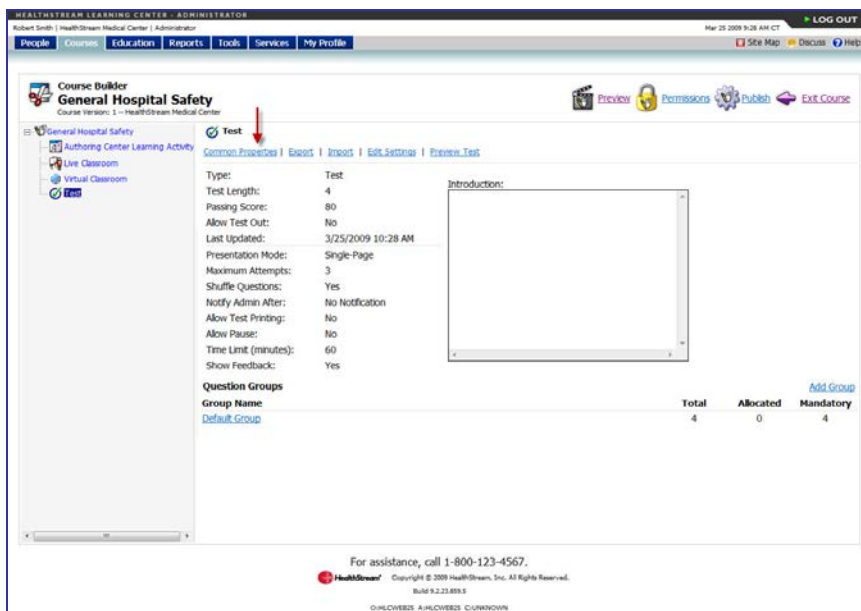 HEALTHSTREAM LEARNING CENTER - ADMINISTRATOR
LOG OUT
Robert Smith | HealthStream Medical Center | Administrator
Mar 25 2009 9:28 AM CT
People Courses Education Reports Tools Services My Profile
Site Map Discuss Help
Course Builder
General Hospital Safety
Course Version: 1 -- HealthStream Medical Center
Preview Permissions Publish Exit Course
General Hospital Safety
Authoring Center Learning Activity
Live Classroom
Virtual Classroom
Test
Test
Common Properties | Export | Import | Edit Settings | Preview Test
Type: Test
Test Length: 4
Passing Score: 80
Allow Test Out: No
Last Updated: 3/25/2009 10:28 AM
Presentation Mode: Single-Page
Maximum Attempts: 3
Shuffle Questions: Yes
Notify Admin After: No Notification
Allow Test Printing: No
Allow Pause: No
Time Limit (minutes): 60
Show Feedback: Yes
Introduction:
Question Groups
Add Group
Group Name Total Allocated Mandatory
Default Group 4 0 4
For assistance, call 1-800-123-4567.
HealthStream Copyright © 2009 HealthStream, Inc. All Rights Reserved.
Build 9.2.23.859.5
O:HLCWEB25 A:HLCWEB25 C:UNKNOWN